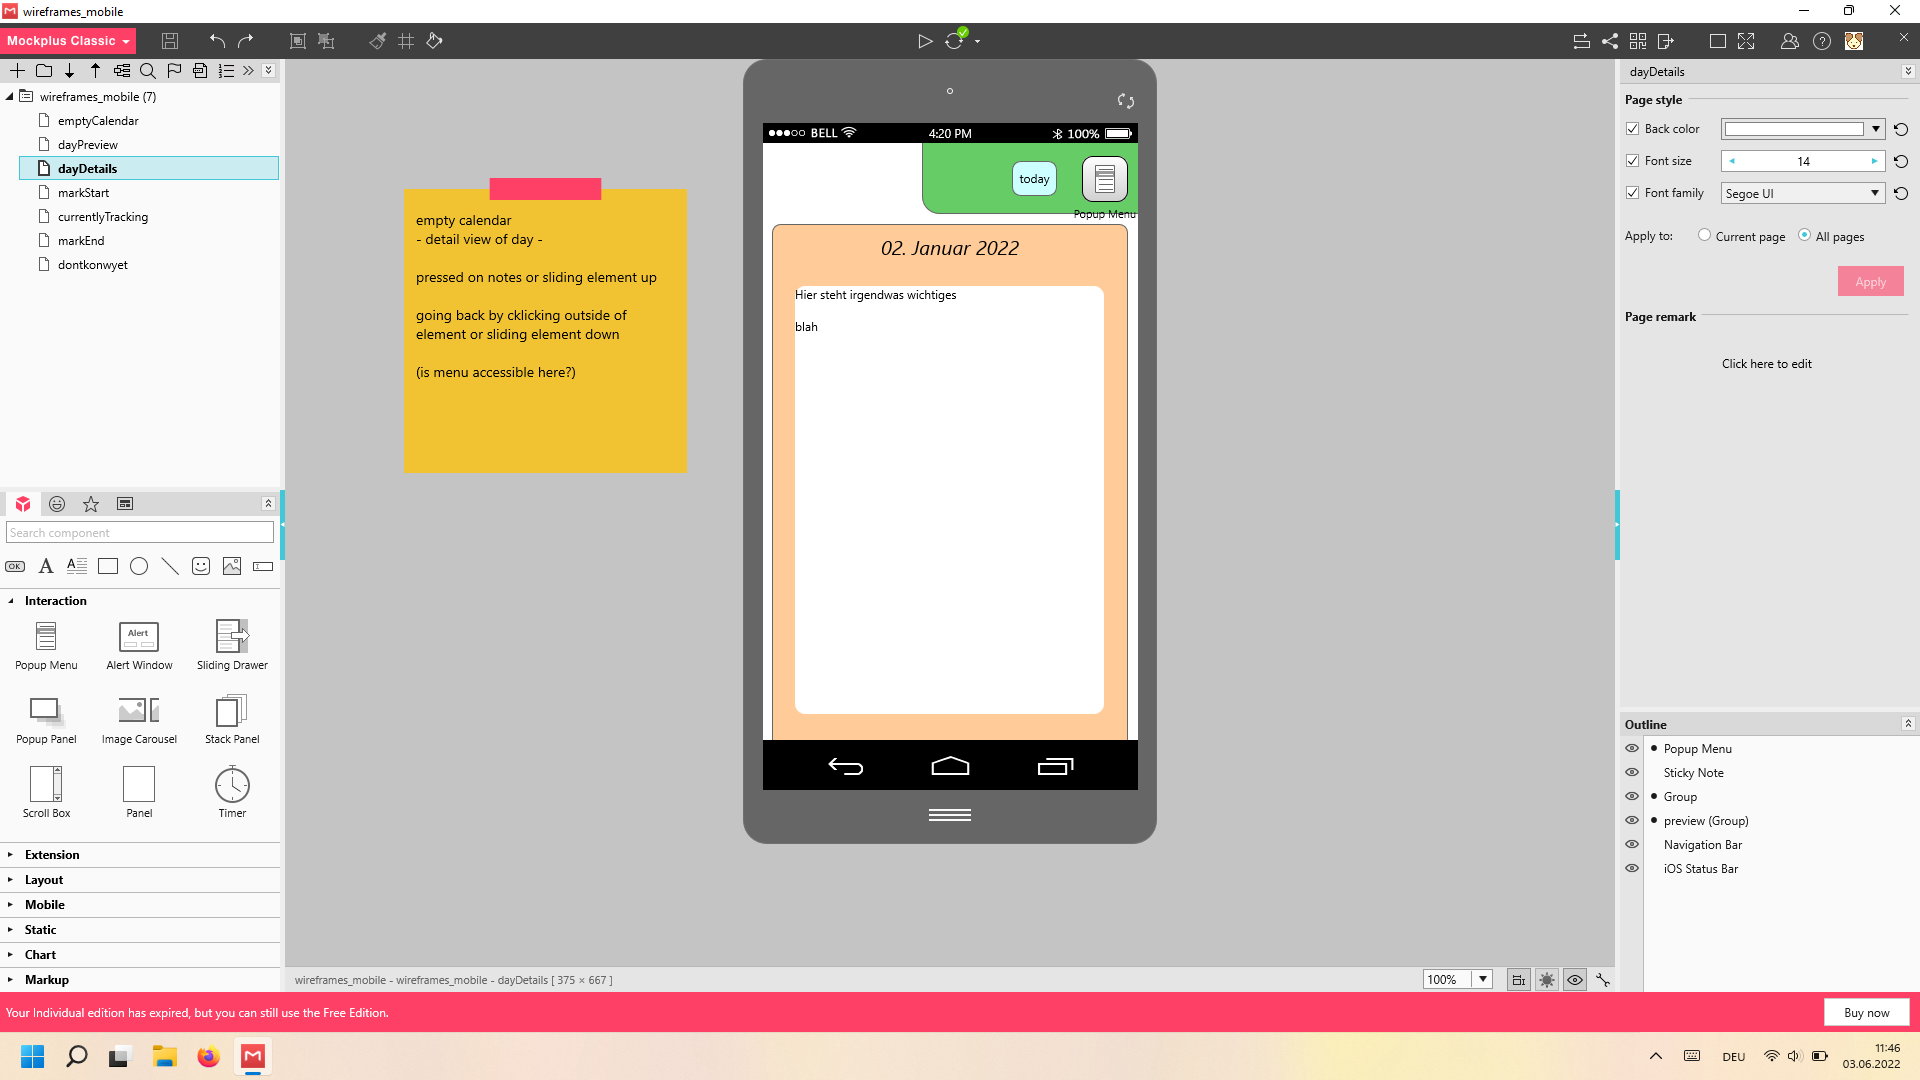 wireframes_mobile
Mockplus Classic
wireframes_mobile (7)
emptyCalendar
dayPreview
dayDetails
markStart
currentlyTracking
markEnd
dontkonwyet
Search component
OK
Interaction
Popup Menu
Alert
Alert Window
Sliding Drawer
Popup Panel
Image Carousel
Stack Panel
Scroll Box
Panel
Timer
Extension
Layout
Mobile
Static
Chart
Markup
empty calendar
- detail view of day -
pressed on notes or sliding element up
going back by cklicking outside of
element or sliding element down
(is menu accessible here?)
BELL
4:20 PM
100%
today
Popup Menu
02. Januar 2022
Hier steht irgendwas wichtiges
blah
wireframes_mobile - wireframes_mobile - dayDetails [ 375 × 667 ]
100%
dayDetails
Page style
Back color
Font size
14
Font family
Segoe UI
Apply to:
Current page
All pages
Apply
Page remark
Click here to edit
Outline
Popup Menu
Sticky Note
Group
preview (Group)
Navigation Bar
iOS Status Bar
Your Individual edition has expired, but you can still use the Free Edition.
Buy now
DEU
11:46
03.06.2022